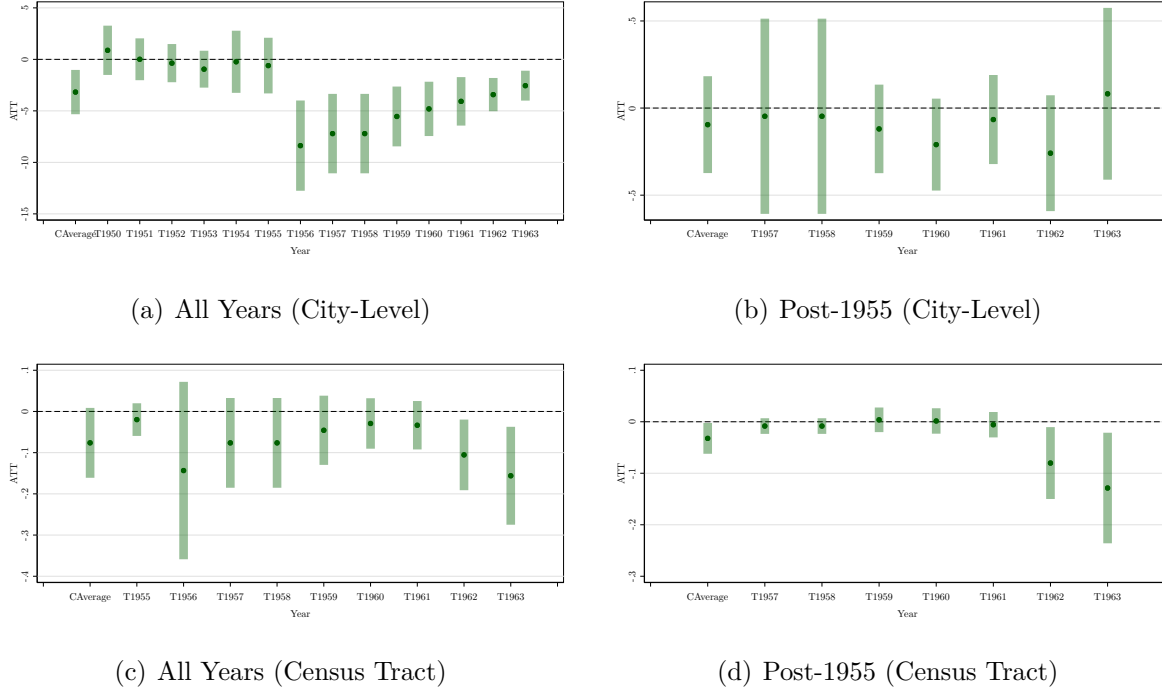 ATT
5
0
-5
-10
-15
CAverage T1950 T1951 T1952 T1953 T1954 T1955 T1956 T1957 T1958 T1959 T1960 T1961 T1962 T1963
Year
(a) All Years (City-Level)
ATT
.5
0
-.5
CAverage T1957 T1958 T1959 T1960 T1961 T1962 T1963
Year
(b) Post-1955 (City-Level)
ATT
.1
0
-.1
-.2
-.3
-.4
CAverage T1955 T1956 T1957 T1958 T1959 T1960 T1961 T1962 T1963
Year
(c) All Years (Census Tract)
ATT
.1
0
-.1
-.2
-.3
CAverage T1957 T1958 T1959 T1960 T1961 T1962 T1963
Year
(d) Post-1955 (Census Tract)